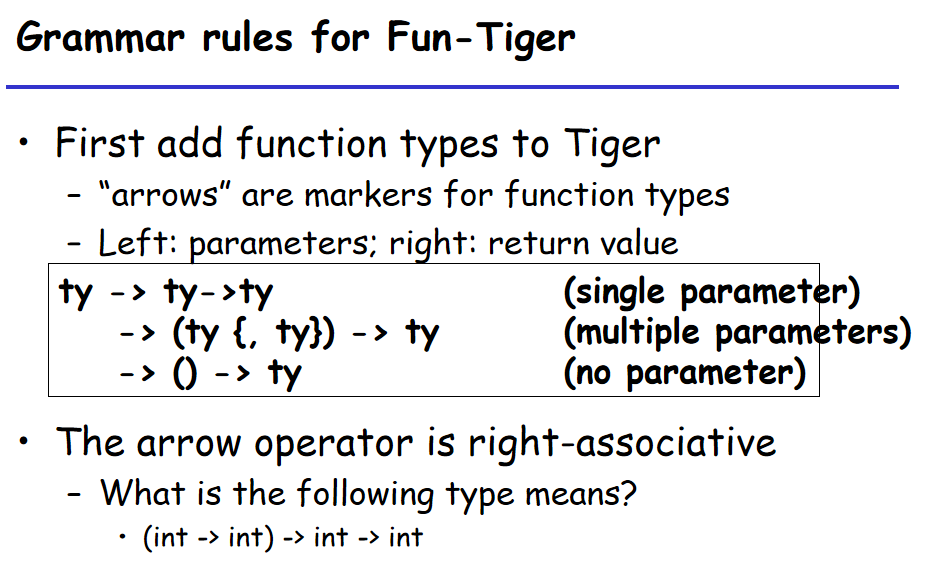 Grammar rules for Fun-Tiger
• First add function types to Tiger
– “arrows” are markers for function types
– Left: parameters; right: return value
ty -> ty->ty (single parameter)
-> (ty {, ty}) -> ty (multiple parameters)
-> () -> ty (no parameter)
• The arrow operator is right-associative
– What is the following type means?
• (int -> int) -> int -> int